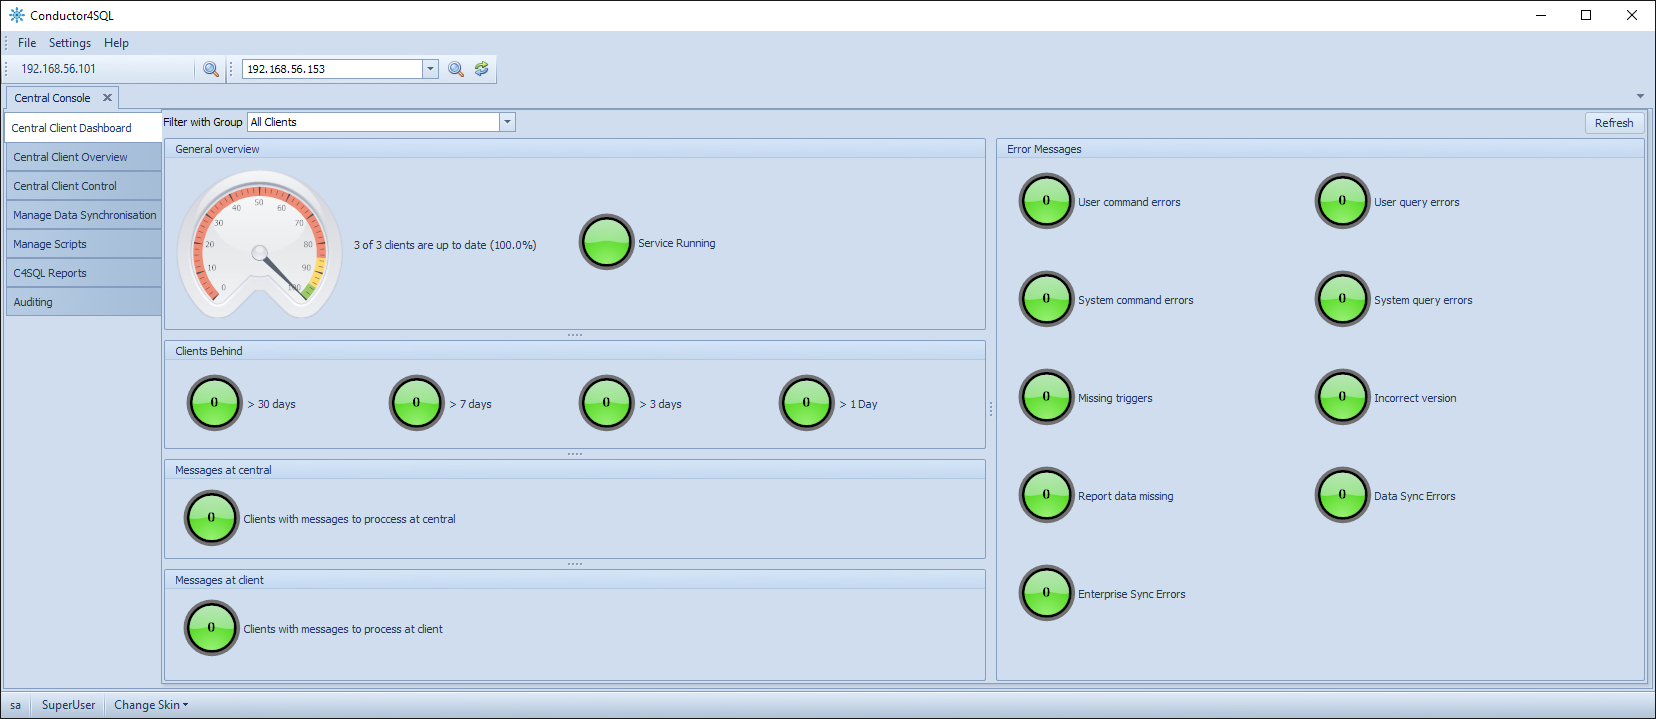 Conductor4SQL
File Settings Help
192.168.56.101 192.168.56.153
Central Console
Central Client Dashboard
Central Client Overview
Central Client Control
Manage Data Synchronisation
Manage Scripts
C4SQL Reports
Auditing
Filter with Group All Clients
Refresh
General overview
0 10 20 30 40 50 60 70 80 90 100
3 of 3 clients are up to date (100.0%)
Service Running
Clients Behind
0 > 30 days
0 > 7 days
0 > 3 days
0 > 1 Day
Messages at central
0 Clients with messages to proccess at central
Messages at client
0 Clients with messages to process at client
Error Messages
0 User command errors
0 User query errors
0 System command errors
0 System query errors
0 Missing triggers
0 Incorrect version
0 Report data missing
0 Data Sync Errors
0 Enterprise Sync Errors
sa SuperUser Change Skin